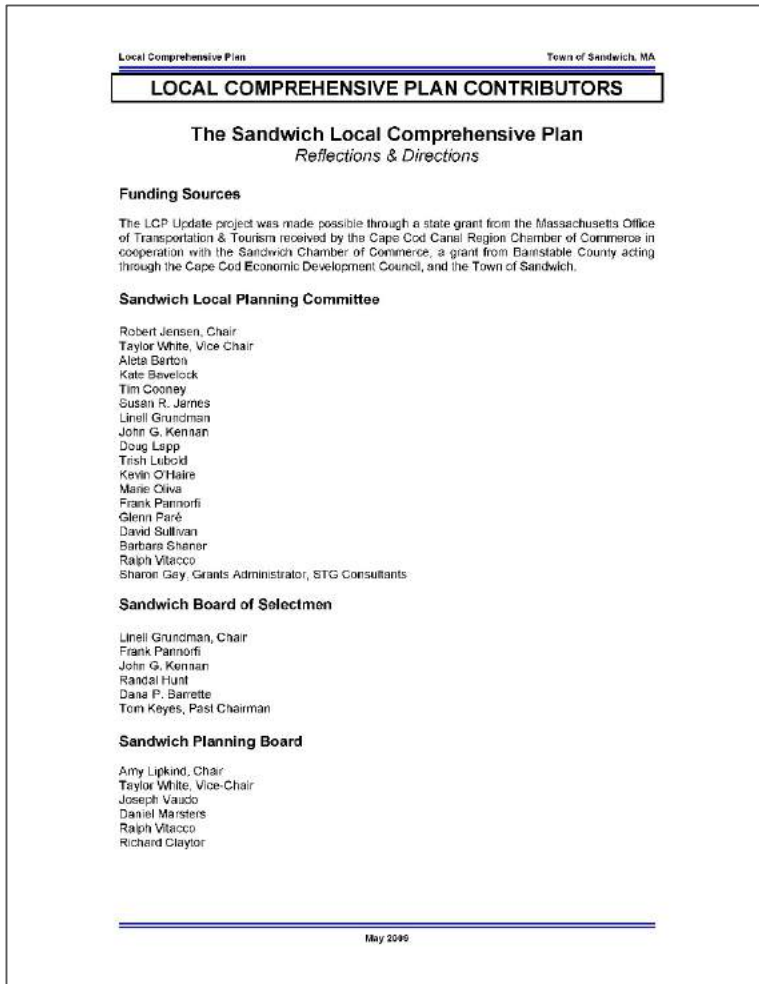 Local Comprehensive Plan
Town of Sandwich, MA
LOCAL COMPREHENSIVE PLAN CONTRIBUTORS
The Sandwich Local Comprehensive Plan
Reflections & Directions
Funding Sources
The LCP Update project was made possible through a state grant from the Massachusetts Office
of Transportation & Tourism received by the Cape Cod Canal Region Chamber of Commerce in
cooperation with the Sandwich Chamber of Commerce, a grant from Barnstable County acting
through the Cape Cod Economic Development Council, and the Town of Sandwich.
Sandwich Local Planning Committee
Robert Jensen, Chair
Taylor White, Vice Chair
Aleta Barton
Kate Bavelock
Tim Cooney
Susan R. James
Linell Grundman
John G. Kennan
Doug Lapp
Trish Lubold
Kevin O'Haire
Marie Oliva
Frank Pannorfi
Glenn Paré
David Sullivan
Barbara Shaner
Ralph Vitacco
Sharon Gay, Grants Administrator, STG Consultants
Sandwich Board of Selectmen
Linell Grundman, Chair
Frank Pannorfi
John G. Kennan
Randal Hunt
Dana P. Barrette
Tom Keyes, Past Chairman
Sandwich Planning Board
Amy Lipkind, Chair
Taylor White, Vice-Chair
Joseph Vaudo
Daniel Marsters
Ralph Vitacco
Richard Claytor
May 2009